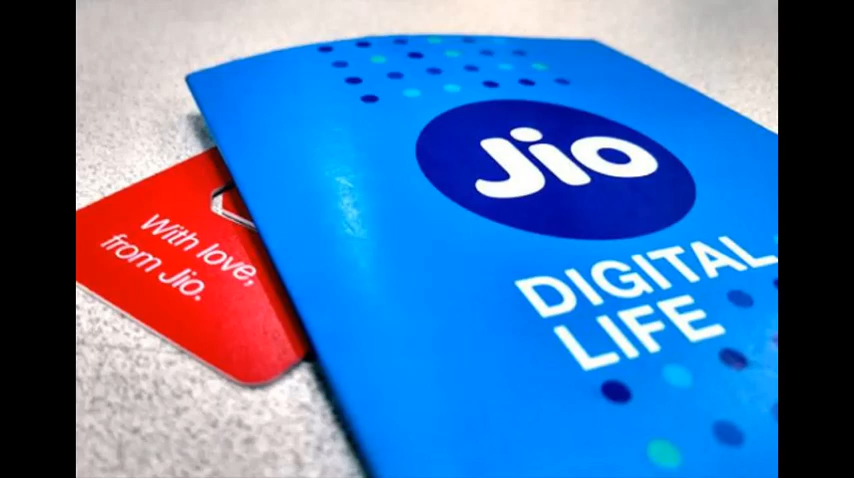 Jio
DIGITAL
LIFE
With love,
from Jio.